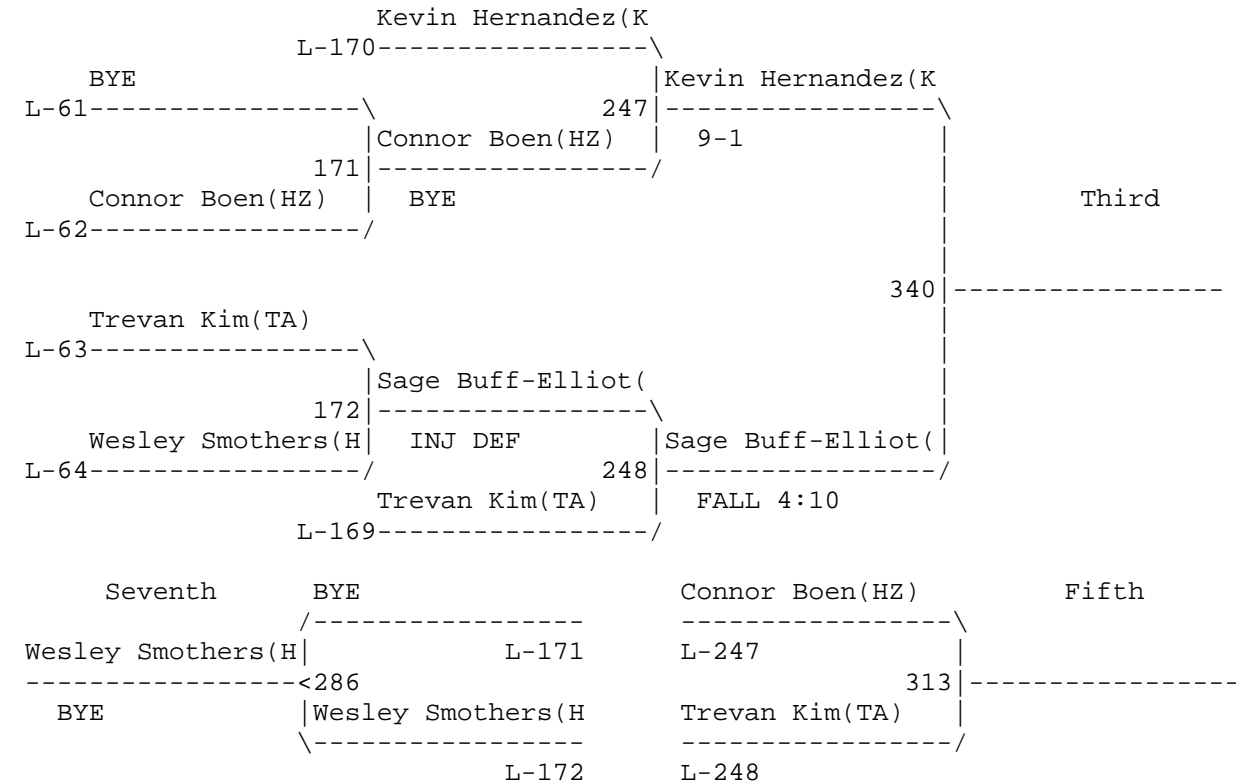 Kevin Hernandez(K
L-170-----------------\
BYE |Kevin Hernandez(K
L-61-----------------\ 247|-----------------\
|Connor Boen(HZ) | 9-1 |
171|-----------------/ |
Connor Boen(HZ) | BYE | Third
L-62-----------------/ |
|
340|-----------------
Trevan Kim(TA) |
L-63-----------------\ |
|Sage Buff-Elliot( |
172|-----------------\ |
Wesley Smothers(H| INJ DEF |Sage Buff-Elliot(|
L-64-----------------/ 248|-----------------/
Trevan Kim(TA) | FALL 4:10
L-169-----------------/
Seventh BYE Connor Boen(HZ) Fifth
/----------------- -----------------\
Wesley Smothers(H| L-171 L-247 |
-----------------<286 313|-----------------
BYE |Wesley Smothers(H Trevan Kim(TA) |
\----------------- -----------------/
L-172 L-248